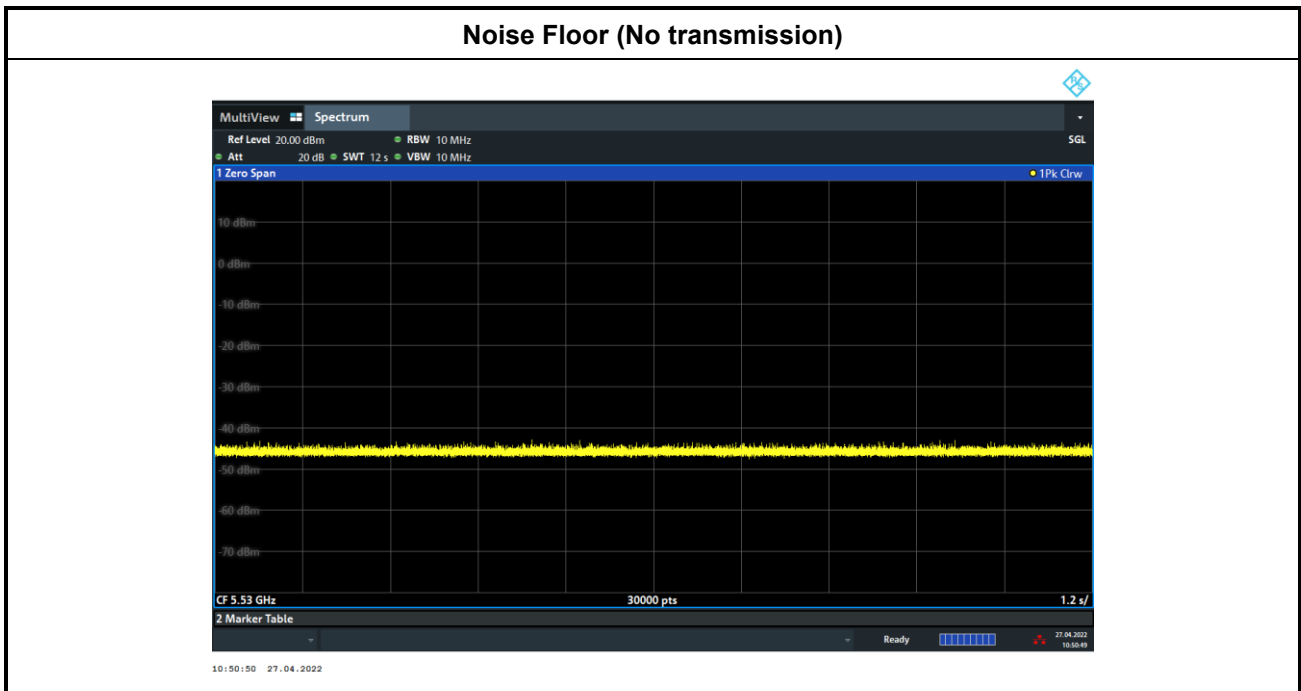 Noise Floor (No transmission)
R&S
MultiView Spectrum
Ref Level 20.00 dBm RBW 10 MHz SGL
Att 20 dB SWT 12 s VBW 10 MHz
1 Zero Span 1Pk Clrw
10 dBm
0 dBm
-10 dBm
-20 dBm
-30 dBm
-40 dBm
-50 dBm
-60 dBm
-70 dBm
CF 5.53 GHz 30000 pts 1.2 s/
2 Marker Table
Ready 27.04.2022
10:50:49
10:50:50 27.04.2022